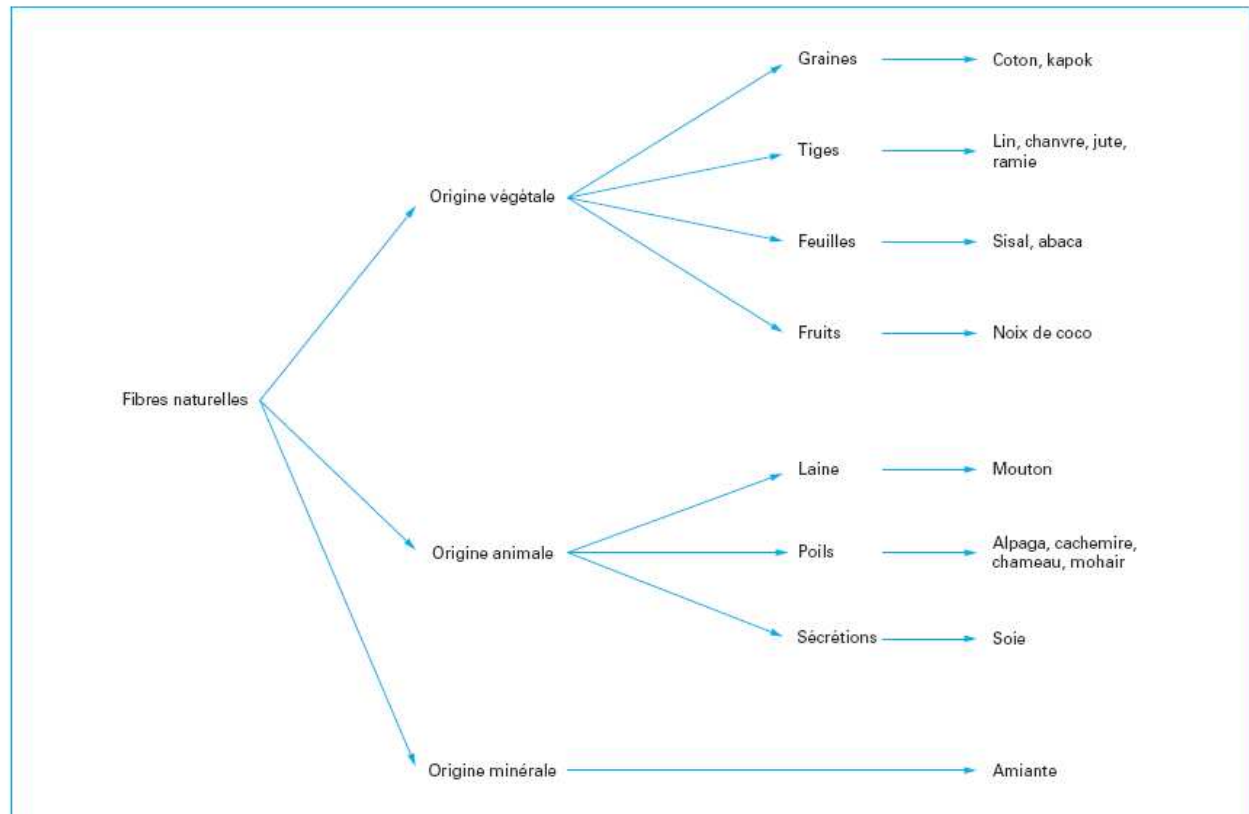 Graines
Coton, kapok
Tiges
Lin, chanvre, jute,
ramie
Origine végétale
Feuilles
Sisal, abaca
Fruits
Noix de coco
Fibres naturelles
Laine
Mouton
Origine animale
Poils
Alpaga, cachemire,
chameau, mohair
Sécrétions
Soie
Origine minérale
Amiante